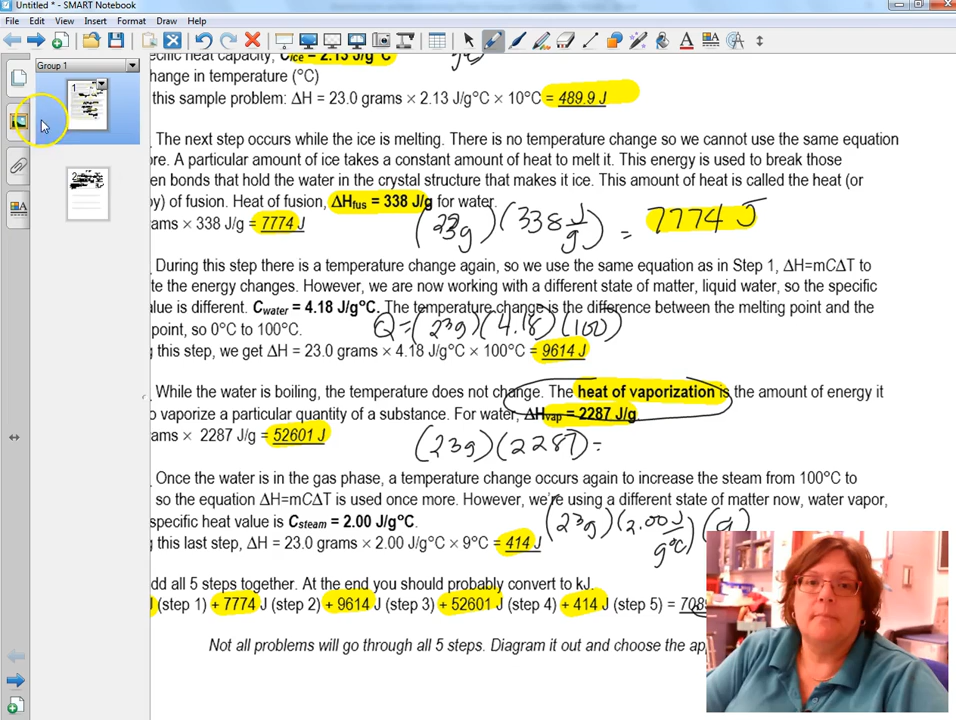 Untitled * - SMART Notebook
File Edit View Insert Format Draw Help
Group 1
1
2
ecific heat capacity, Cice = 2.13 J/g°C
hange in temperature (°C)
this sample problem: ΔH = 23.0 grams × 2.13 J/g°C × 10°C = 489.9 J
The next step occurs while the ice is melting. There is no temperature change so we cannot use the same equation
ore. A particular amount of ice takes a constant amount of heat to melt it. This energy is used to break those
en bonds that hold the water in the crystal structure that makes it ice. This amount of heat is called the heat (or
py) of fusion. Heat of fusion, ΔHfus = 338 J/g for water.
rams × 338 J/g = 7774 J
(23g)(338 J/g) = 7774 J
During this step there is a temperature change again, so we use the same equation as in Step 1, ΔH=mCΔT to
te the energy changes. However, we are now working with a different state of matter, liquid water, so the specific
alue is different. Cwater = 4.18 J/g°C. The temperature change is the difference between the melting point and the
point, so 0°C to 100°C.
Q=(23g)(4.18)(100)
g this step, we get ΔH = 23.0 grams × 4.18 J/g°C × 100°C = 9614 J
While the water is boiling, the temperature does not change. The heat of vaporization is the amount of energy it
o vaporize a particular quantity of a substance. For water, ΔHvap = 2287 J/g
rams × 2287 J/g = 52601 J
(23g)(2287)=
Once the water is in the gas phase, a temperature change occurs again to increase the steam from 100°C to
so the equation ΔH=mCΔT is used once more. However, we're using a different state of matter now, water vapor,
specific heat value is Csteam = 2.00 J/g°C.
(23g)(2.00 J/g°C)(9)
g this last step, ΔH = 23.0 grams × 2.00 J/g°C × 9°C = 414 J
dd all 5 steps together. At the end you should probably convert to kJ.
J (step 1) + 7774 J (step 2) + 9614 J (step 3) + 52601 J (step 4) + 414 J (step 5) = 708
Not all problems will go through all 5 steps. Diagram it out and choose the ap